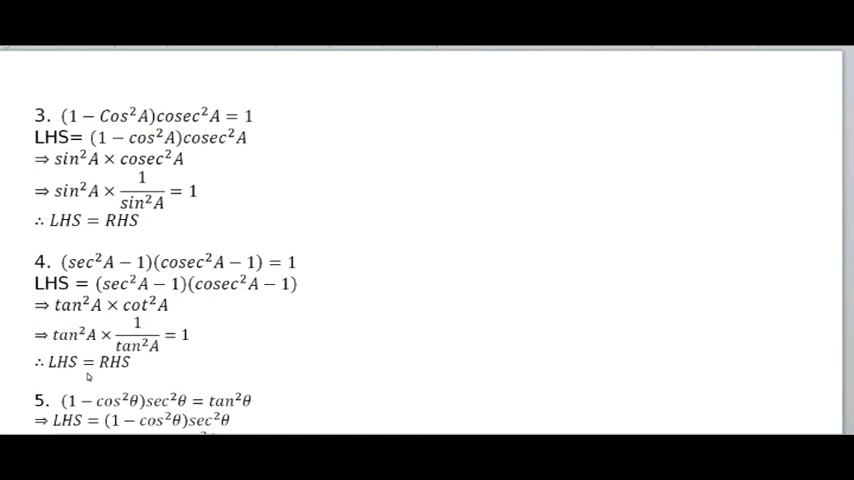 3. (1 − Cos²A)cosec²A = 1
LHS= (1 − cos²A)cosec²A
⇒ sin²A × cosec²A
⇒ sin²A × 1/sin²A = 1
∴ LHS = RHS
4. (sec²A − 1)(cosec²A − 1) = 1
LHS = (sec²A − 1)(cosec²A − 1)
⇒ tan²A × cot²A
⇒ tan²A × 1/tan²A = 1
∴ LHS = RHS
5. (1 − cos²θ)sec²θ = tan²θ
⇒ LHS = (1 − cos²θ)sec²θ